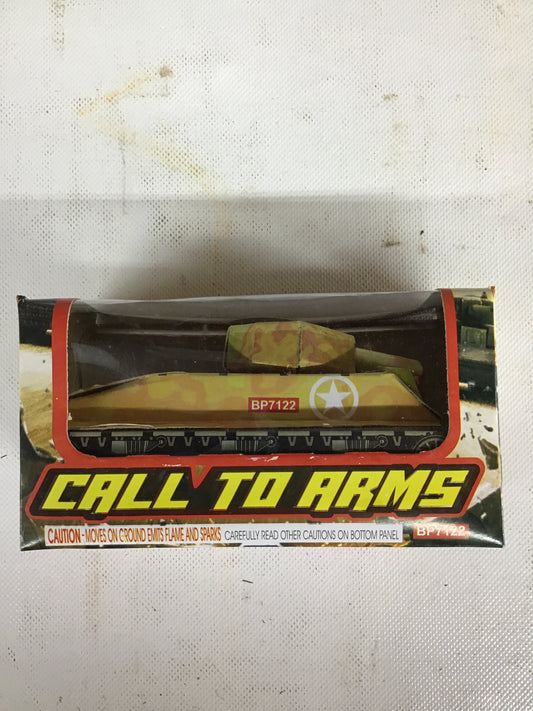 BP7122
CALL TO ARMS
CAUTION - MOVES ON GROUND EMITS FLAME AND SPARKS CAREFULLY READ OTHER CAUTIONS ON BOTTOM PANEL
BP7122